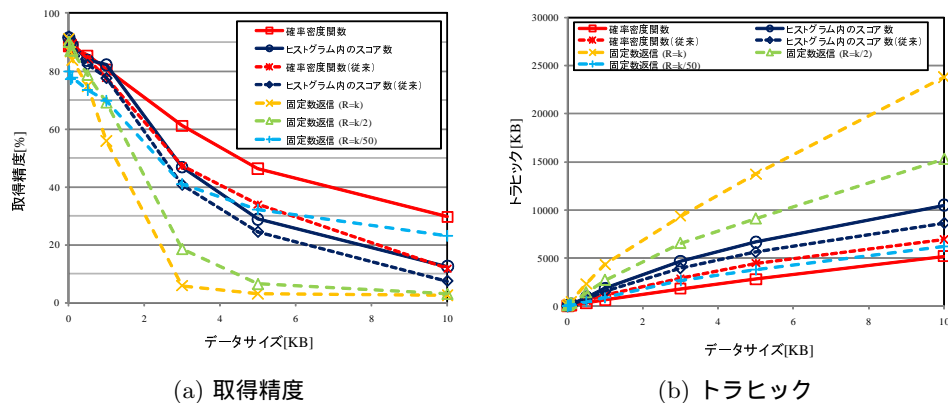 100
80
60
40
20
0
取得精度[%]
確率密度関数
ヒストグラム内のスコア数
確率密度関数(従来)
ヒストグラム内のスコア数(従来)
固定数返信 (R=k)
固定数返信 (R=k/2)
固定数返信 (R=k/50)
0
2
4
6
8
10
データサイズ[KB]
(a) 取得精度
30000
25000
20000
15000
10000
5000
0
トラヒック[KB]
確率密度関数
ヒストグラム内のスコア数
確率密度関数(従来)
ヒストグラム内のスコア数(従来)
固定数返信 (R=k)
固定数返信 (R=k/2)
固定数返信 (R=k/50)
0
2
4
6
8
10
データサイズ[KB]
(b) トラヒック